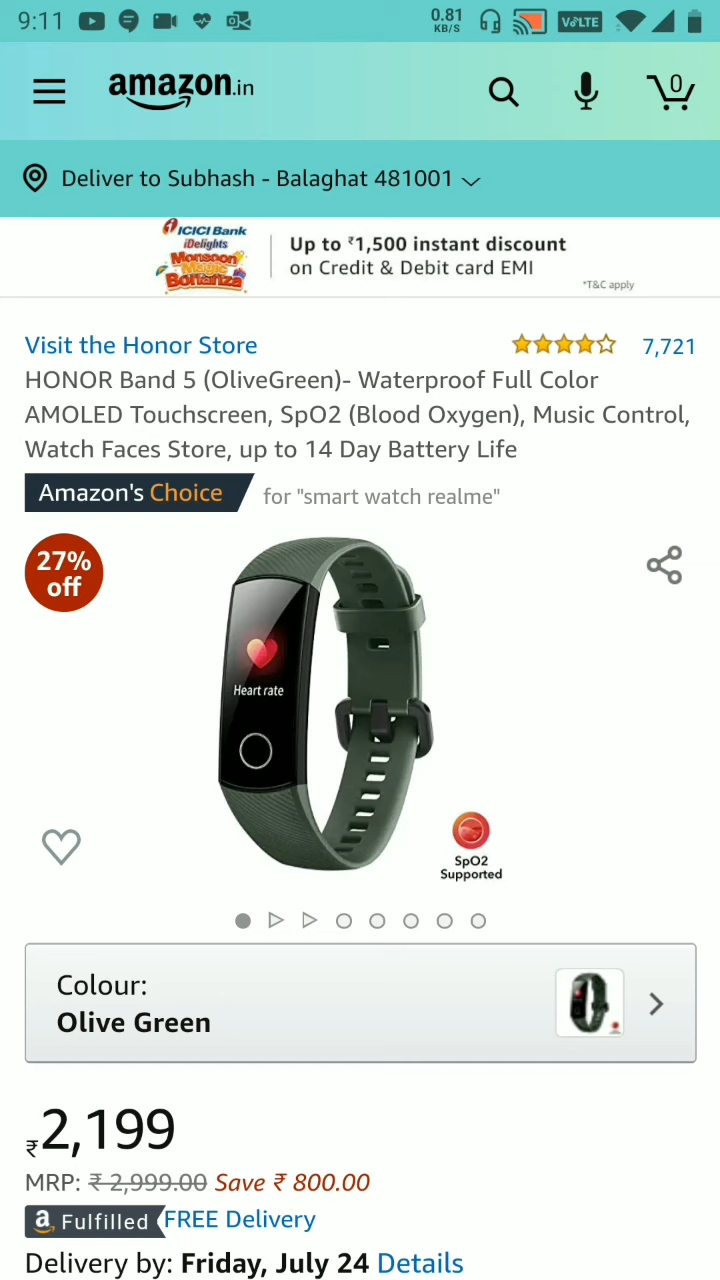 9:11
0.81
KB/S
VoLTE
amazon.in
0
Deliver to Subhash - Balaghat 481001
ICICI Bank
iDelights
Monsoon
Magic
Bonanza
Up to ₹1,500 instant discount
on Credit & Debit card EMI
*T&C apply
Visit the Honor Store
7,721
HONOR Band 5 (OliveGreen)- Waterproof Full Color
AMOLED Touchscreen, SpO2 (Blood Oxygen), Music Control,
Watch Faces Store, up to 14 Day Battery Life
Amazon's Choice for "smart watch realme"
27%
off
Heart rate
SpO2
Supported
Colour:
Olive Green
₹2,199
MRP: ₹ 2,999.00 Save ₹ 800.00
a Fulfilled FREE Delivery
Delivery by: Friday, July 24 Details